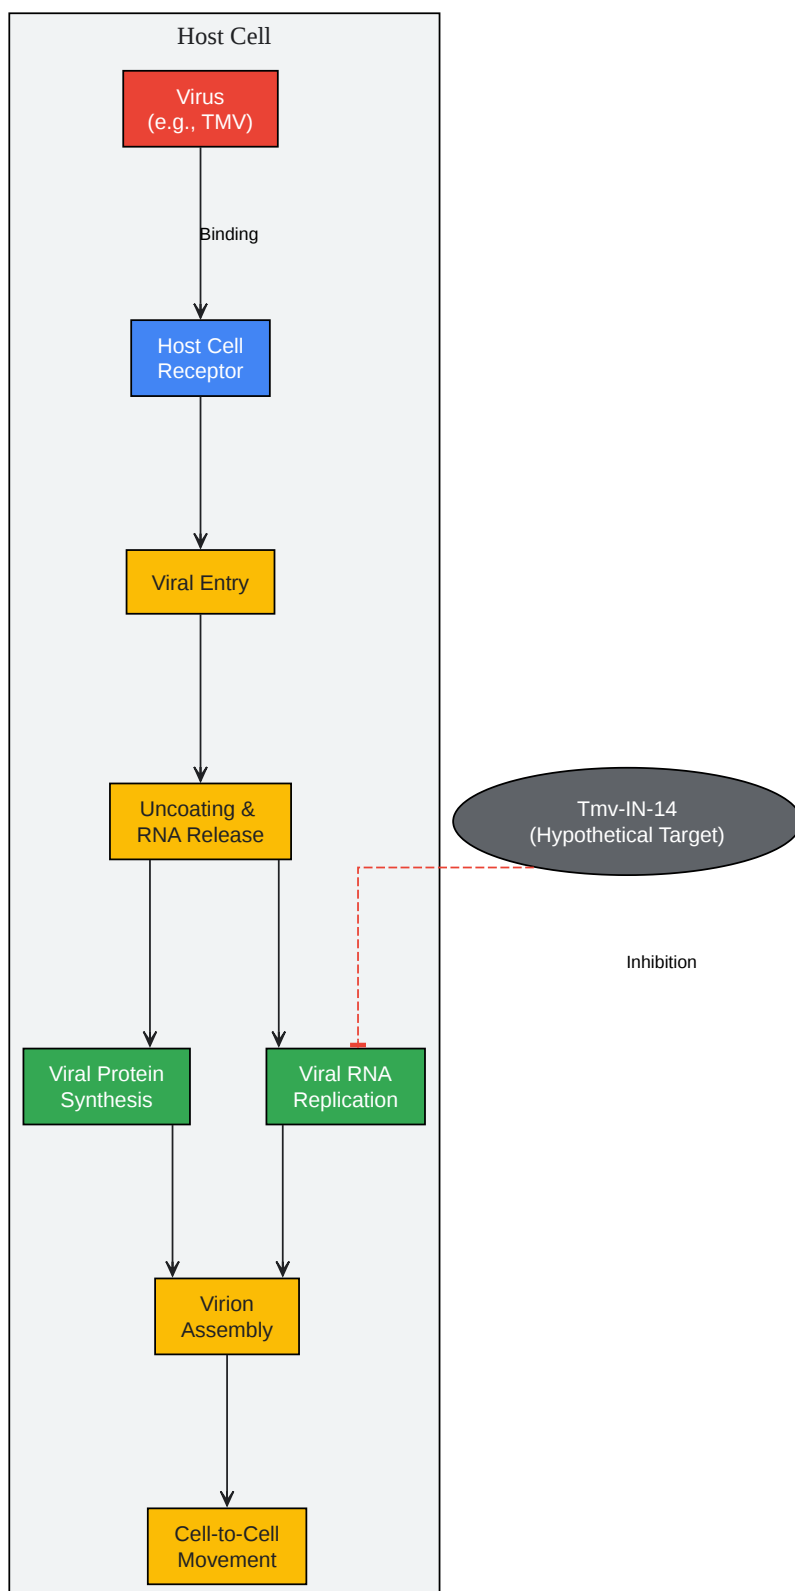 Host Cell
Virus
(e.g., TMV)
Binding
Host Cell
Receptor
Viral Entry
Uncoating &
RNA Release
Tmv-IN-14
(Hypothetical Target)
Inhibition
Viral Protein
Synthesis
Viral RNA
Replication
Virion
Assembly
Cell-to-Cell
Movement